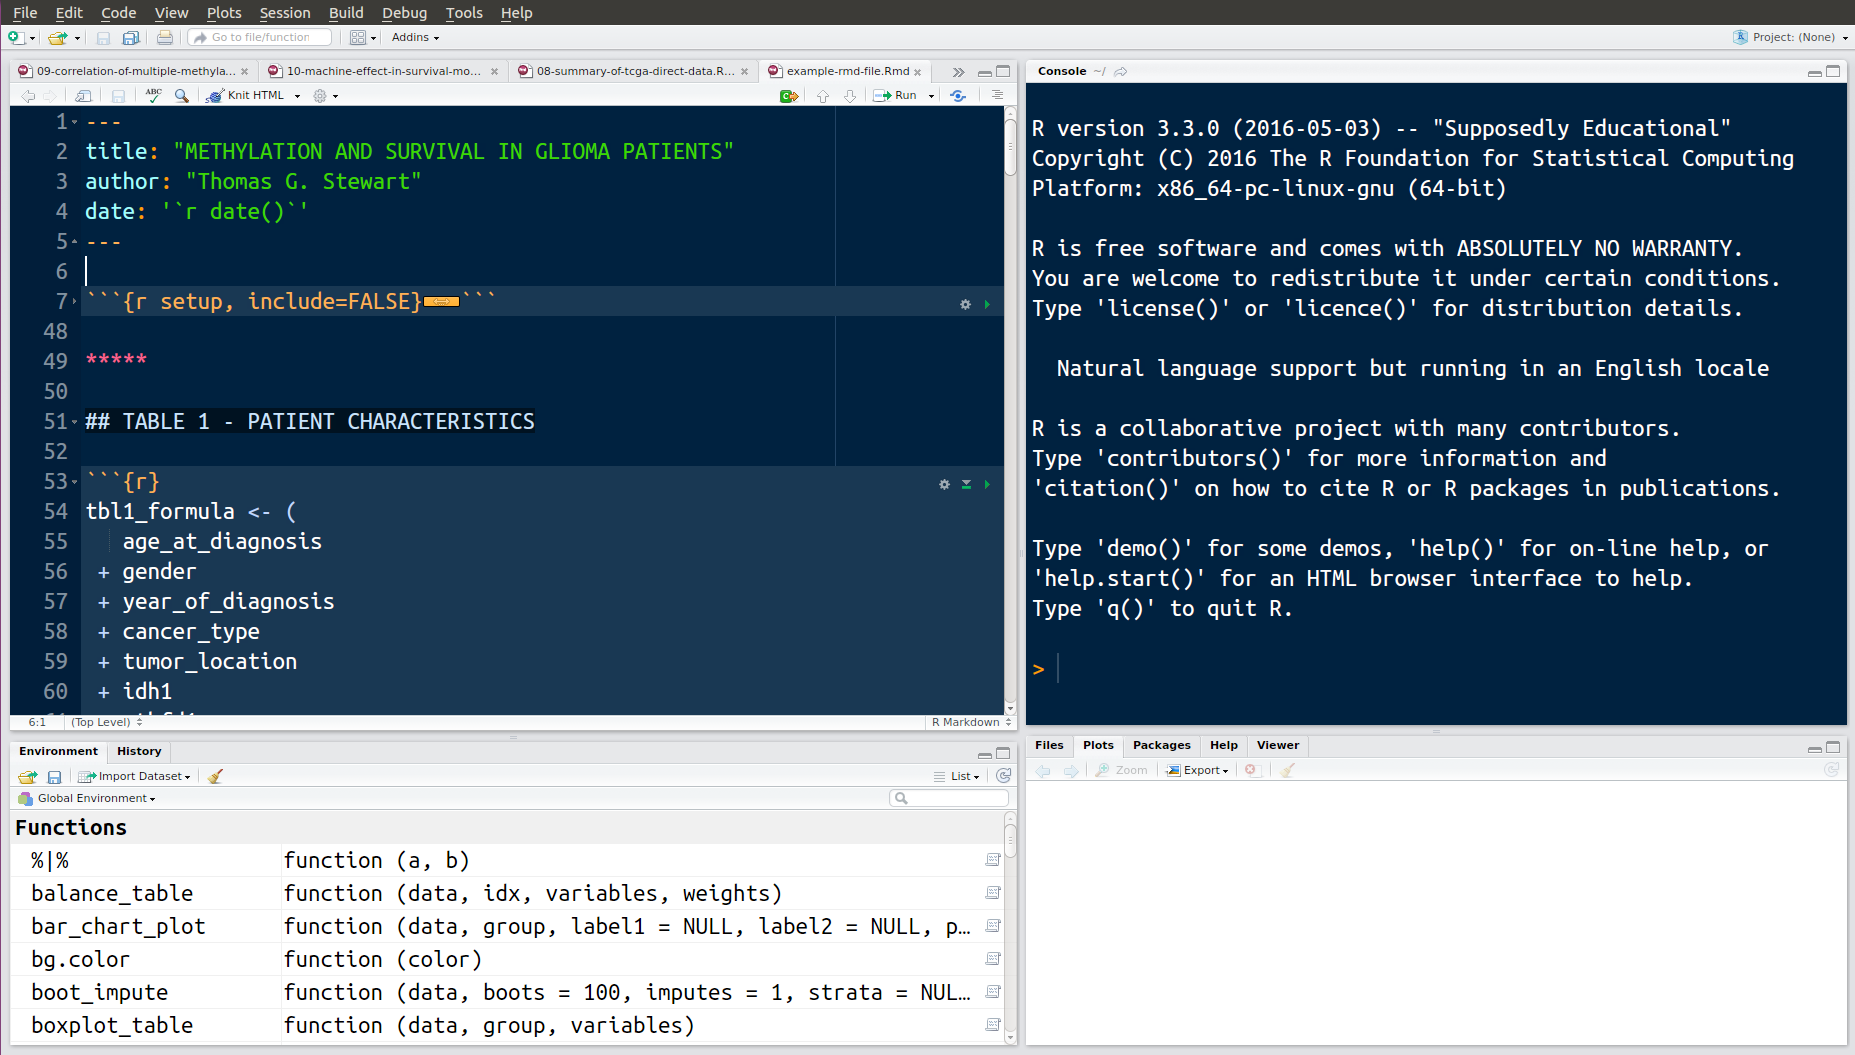 File Edit Code View Plots Session Build Debug Tools Help
Go to file/function Addins Project: (None)
09-correlation-of-multiple-methyla... 10-machine-effect-in-survival-mo... 08-summary-of-tcga-direct-data.R... example-rmd-file.Rmd
ABC Knit HTML Run
1 ---
2 title: "METHYLATION AND SURVIVAL IN GLIOMA PATIENTS"
3 author: "Thomas G. Stewart"
4 date: '`r date()`'
5 ---
6
7 ```{r setup, include=FALSE}```
48
49 *****
50
51 ## TABLE 1 - PATIENT CHARACTERISTICS
52
53 ```{r}
54 tbl1_formula <- (
55 age_at_diagnosis
56 + gender
57 + year_of_diagnosis
58 + cancer_type
59 + tumor_location
60 + idh1
6:1 (Top Level) R Markdown
Console ~/
R version 3.3.0 (2016-05-03) -- "Supposedly Educational"
Copyright (C) 2016 The R Foundation for Statistical Computing
Platform: x86_64-pc-linux-gnu (64-bit)
R is free software and comes with ABSOLUTELY NO WARRANTY.
You are welcome to redistribute it under certain conditions.
Type 'license()' or 'licence()' for distribution details.
Natural language support but running in an English locale
R is a collaborative project with many contributors.
Type 'contributors()' for more information and
'citation()' on how to cite R or R packages in publications.
Type 'demo()' for some demos, 'help()' for on-line help, or
'help.start()' for an HTML browser interface to help.
Type 'q()' to quit R.
>
Environment History
Import Dataset List
Global Environment
Functions
%|% function (a, b)
balance_table function (data, idx, variables, weights)
bar_chart_plot function (data, group, label1 = NULL, label2 = NULL, p…
bg.color function (color)
boot_impute function (data, boots = 100, imputes = 1, strata = NUL…
boxplot_table function (data, group, variables)
Files Plots Packages Help Viewer
Zoom Export